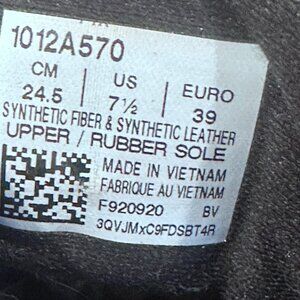 1012A570
CM US EURO
24.5 7½ 39
SYNTHETIC FIBER & SYNTHETIC LEATHER
UPPER / RUBBER SOLE
MADE IN VIETNAM
FABRIQUE AU VIETNAM
F920920 BV
3QVJMxC9FDSBT4R